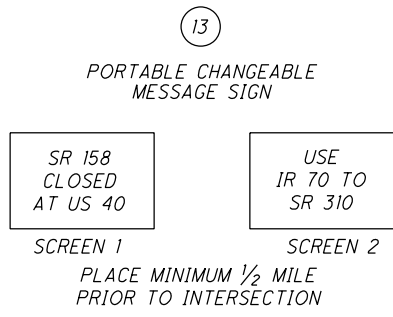 13
PORTABLE CHANGEABLE
MESSAGE SIGN
SR 158
CLOSED
AT US 40
SCREEN 1
USE
IR 70 TO
SR 310
SCREEN 2
PLACE MINIMUM 1/2 MILE
PRIOR TO INTERSECTION